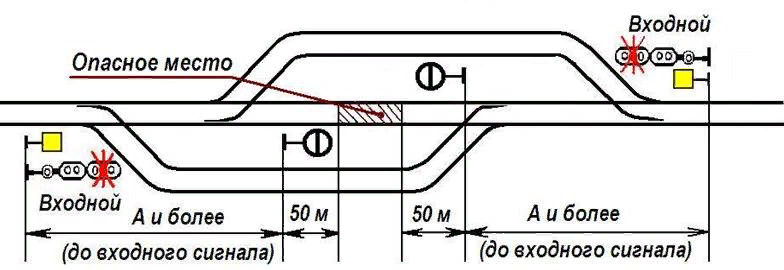 Входной
Опасное место
Входной
А и более
50 м
50 м
А и более
(до входного сигнала)
(до входного сигнала)